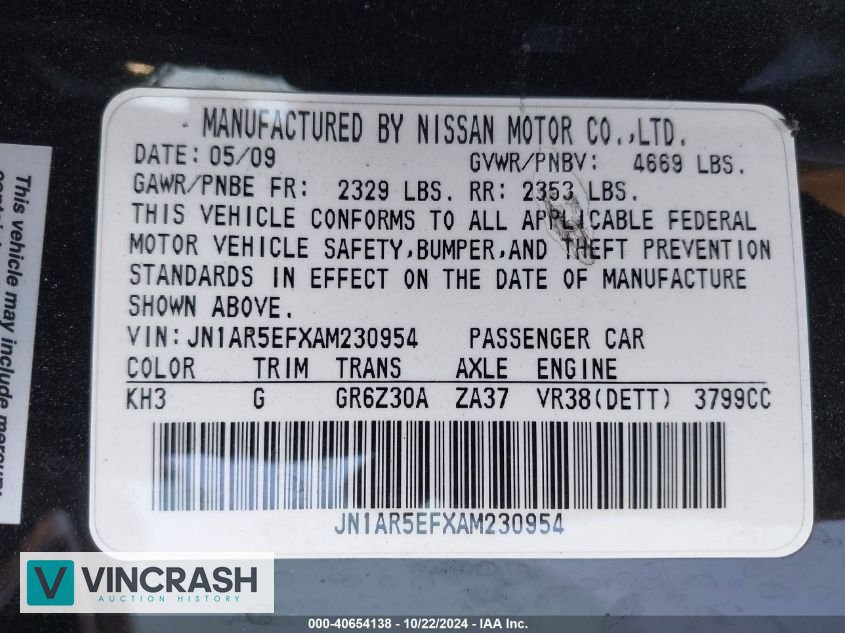 MANUFACTURED BY NISSAN MOTOR CO.,LTD.
DATE: 05/09 GVWR/PNBV: 4669 LBS.
GAWR/PNBE FR: 2329 LBS. RR: 2353 LBS.
THIS VEHICLE CONFORMS TO ALL APPLICABLE FEDERAL
MOTOR VEHICLE SAFETY,BUMPER,AND THEFT PREVENTION
STANDARDS IN EFFECT ON THE DATE OF MANUFACTURE
SHOWN ABOVE.
VIN:JN1AR5EFXAM230954 PASSENGER CAR
COLOR TRIM TRANS AXLE ENGINE
KH3 G GR6Z30A ZA37 VR38(DETT) 3799CC
JN1AR5EFXAM230954
This vehicle may include
V VINCRASH
AUCTION HISTORY
000-40654138 - 10/22/2024 - IAA Inc.